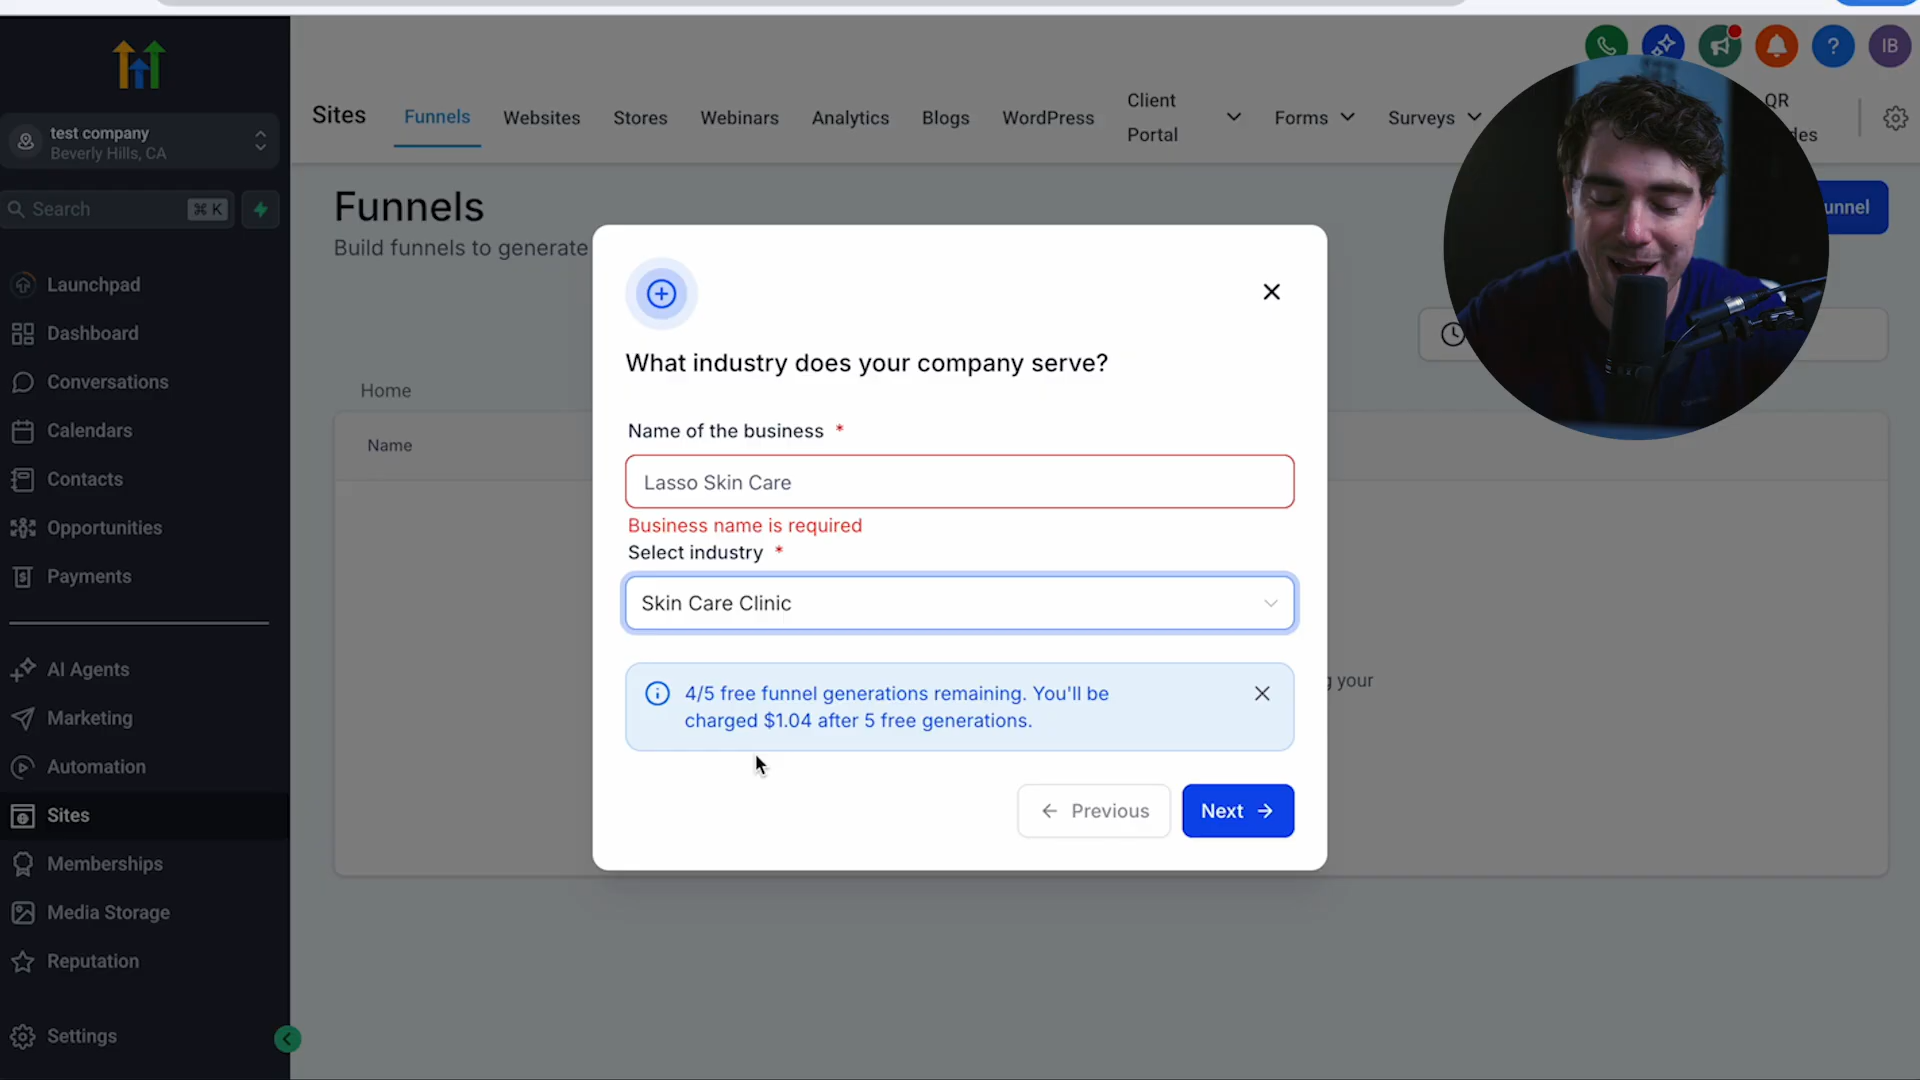 test company
Beverly Hills, CA
Search
⌘ K
Launchpad
Dashboard
Conversations
Calendars
Contacts
Opportunities
Payments
AI Agents
Marketing
Automation
Sites
Memberships
Media Storage
Reputation
Settings
Sites
Funnels
Websites
Stores
Webinars
Analytics
Blogs
WordPress
Client
Portal
Forms
Surveys
QR
IB
Funnels
Build funnels to generate
Home
Name
What industry does your company serve?
Name of the business *
Lasso Skin Care
Business name is required
Select industry *
Skin Care Clinic
4/5 free funnel generations remaining. You'll be
charged $1.04 after 5 free generations.
Previous
Next
your